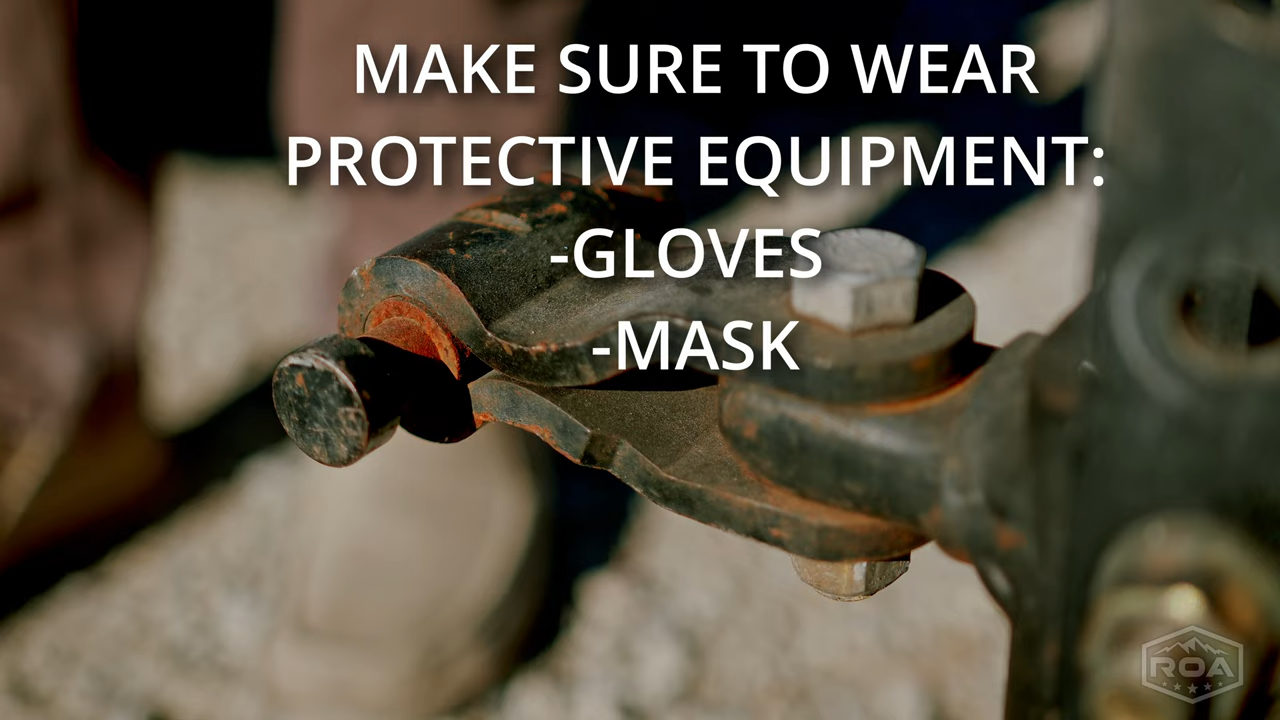 MAKE SURE TO WEAR
PROTECTIVE EQUIPMENT:
-GLOVES
-MASK
ROA